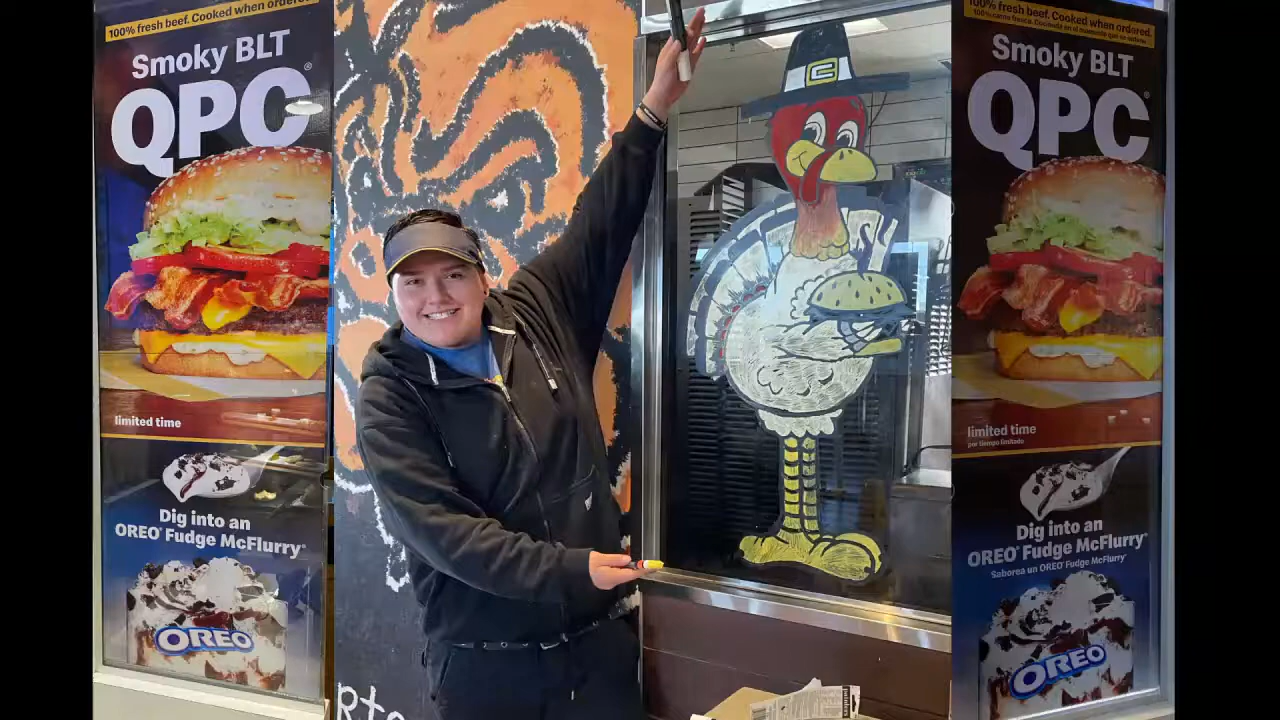 100% fresh beef. Cooked when ordered.
Smoky BLT
QPC®
limited time
Dig into an
OREO® Fudge McFlurry®
OREO
Rts
100% fresh beef. Cooked when ordered.
Smoky BLT
QPC®
limited time
por tiempo limitado
Dig into an
OREO® Fudge McFlurry®
Saborea un OREO® Fudge McFlurry®
OREO